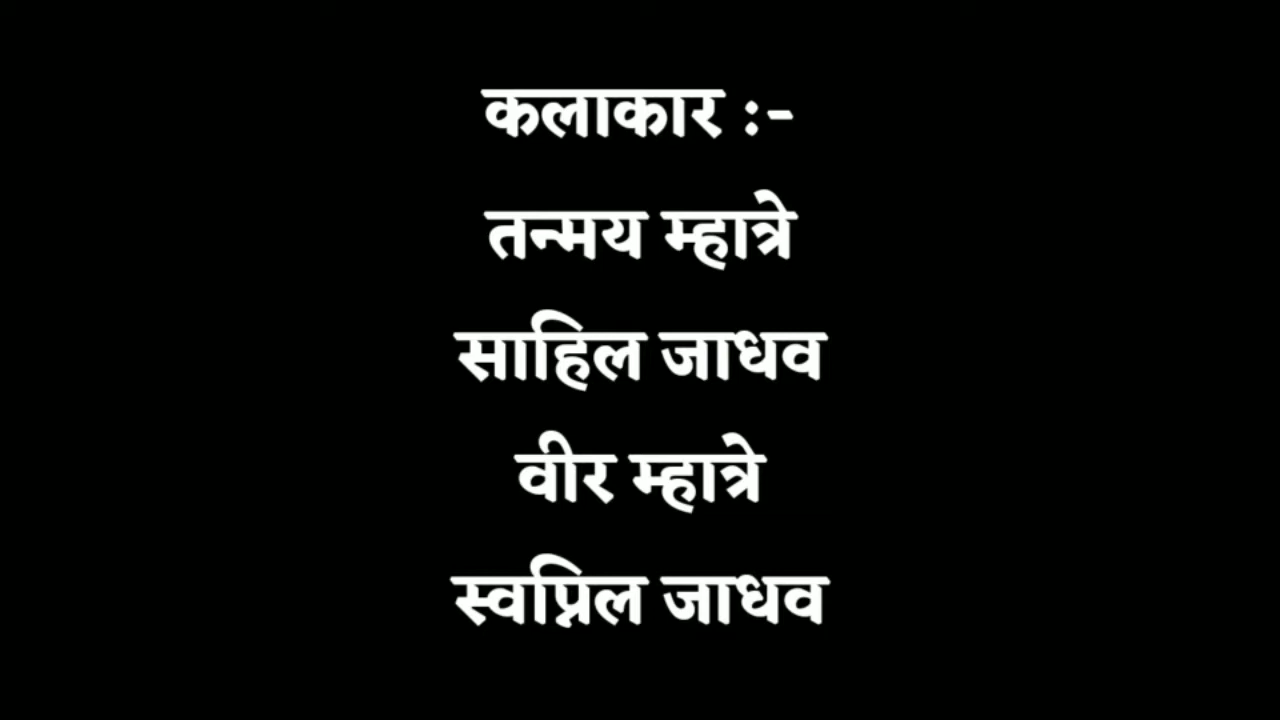 कलाकार :-
तन्मय म्हात्रे
साहिल जाधव
वीर म्हात्रे
स्वप्निल जाधव